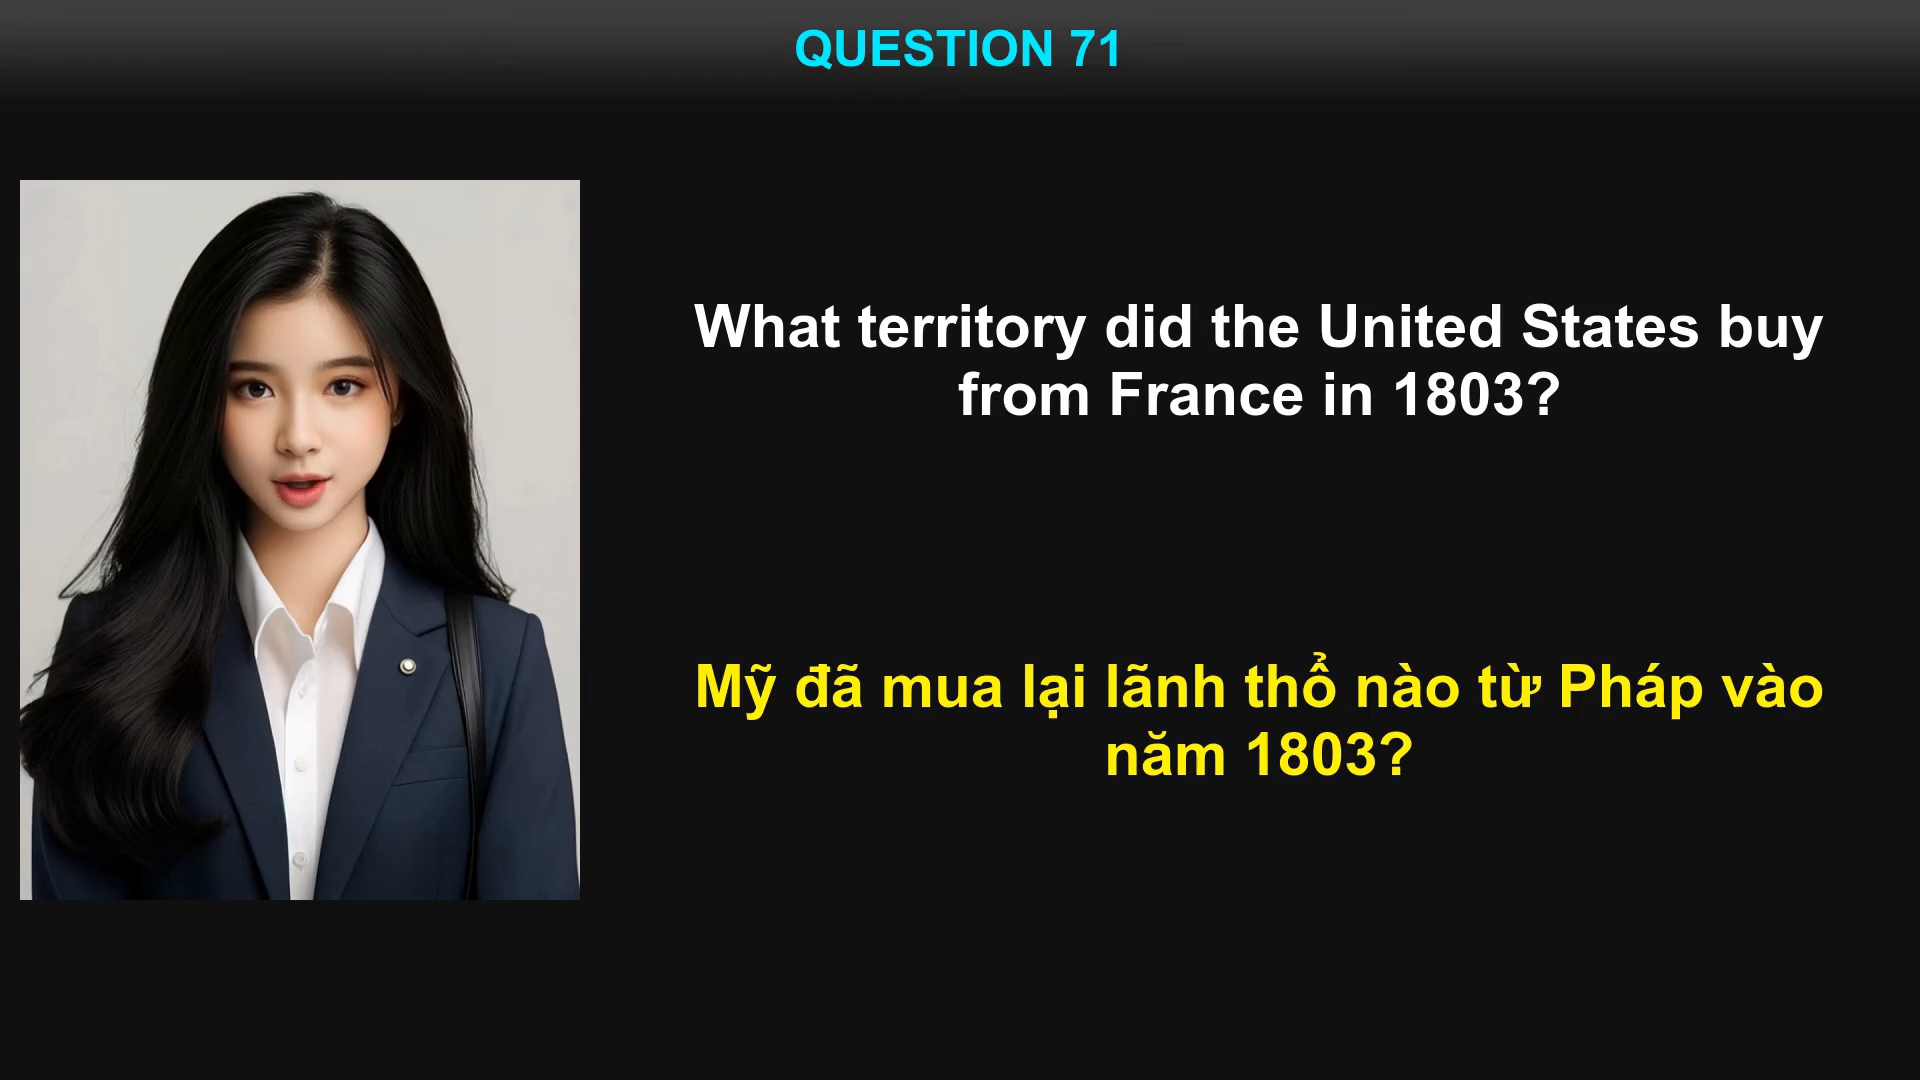 QUESTION 71
What territory did the United States buy
from France in 1803?
Mỹ đã mua lại lãnh thổ nào từ Pháp vào
năm 1803?